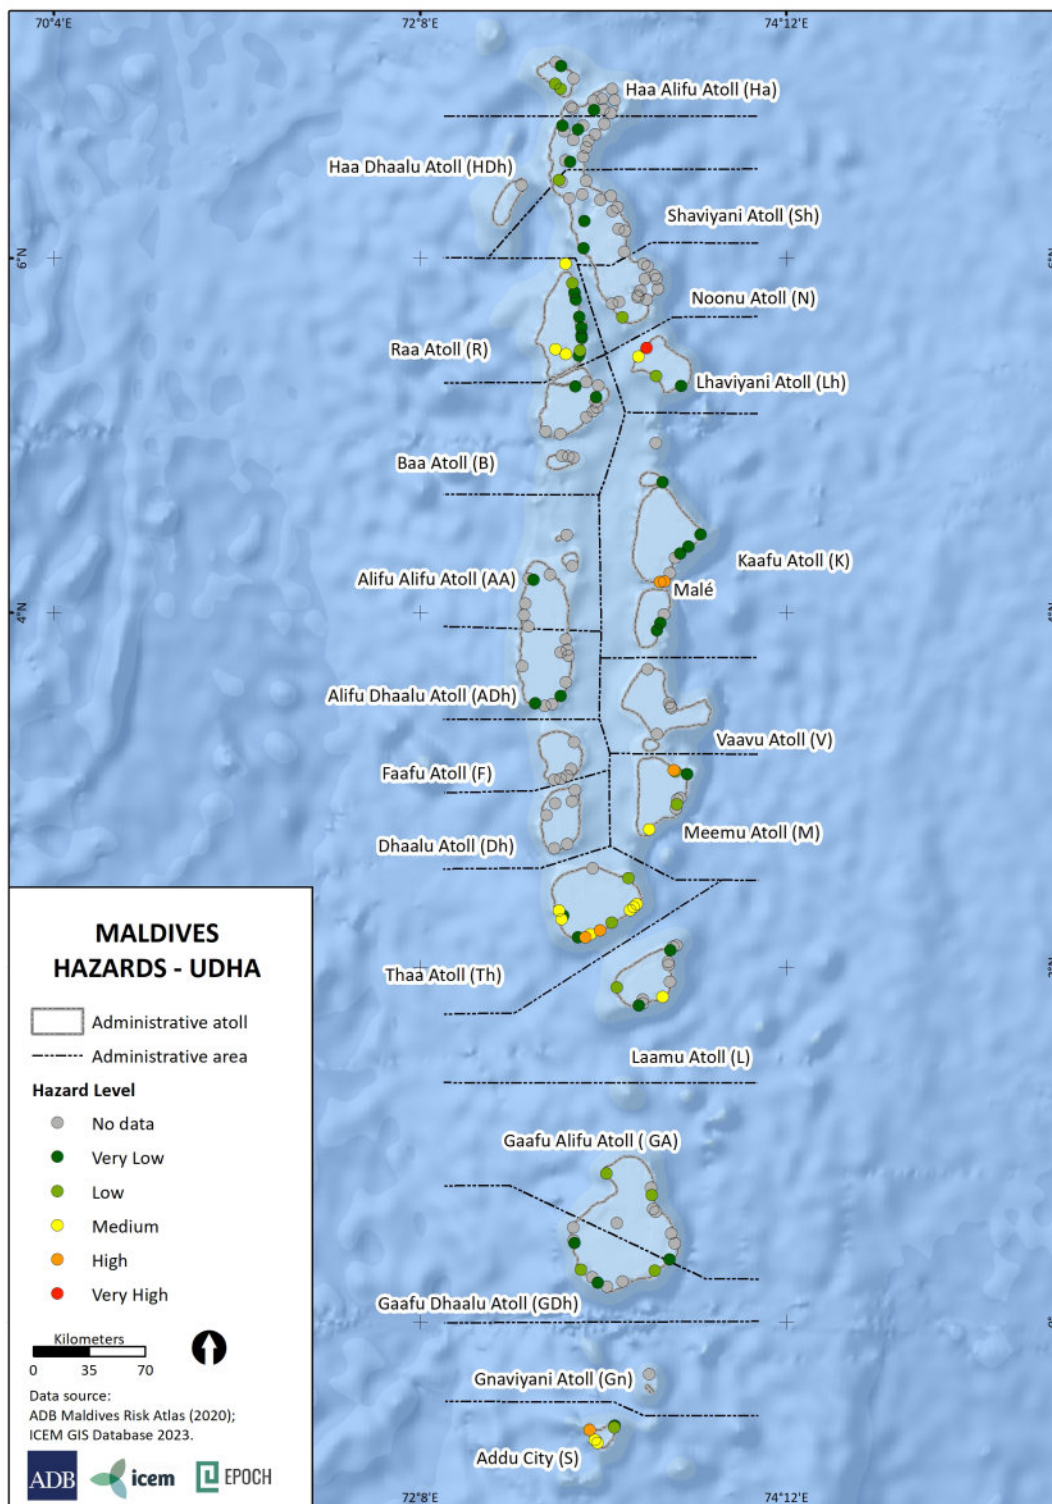 70°4'E
72°8'E
74°12'E
Haa Alifu Atoll (Ha)
Haa Dhaalu Atoll (HDh)
Shaviyani Atoll (Sh)
6°N
6°N
Noonu Atoll (N)
Raa Atoll (R)
Lhaviyani Atoll (Lh)
Baa Atoll (B)
Kaafu Atoll (K)
Alifu Alifu Atoll (AA)
Malé
4°N
4°N
Alifu Dhaalu Atoll (ADh)
Vaavu Atoll (V)
Faafu Atoll (F)
Meemu Atoll (M)
Dhaalu Atoll (Dh)
Thaa Atoll (Th)
2°N
Laamu Atoll (L)
Gaafu Alifu Atoll ( GA)
Gaafu Dhaalu Atoll (GDh)
Gnaviyani Atoll (Gn)
Addu City (S)
MALDIVES
HAZARDS - UDHA
Administrative atoll
Administrative area
Hazard Level
No data
Very Low
Low
Medium
High
Very High
Kilometers
0 35 70
Data source:
ADB Maldives Risk Atlas (2020);
ICEM GIS Database 2023.
ADB icem EPOCH
72°8'E
74°12'E